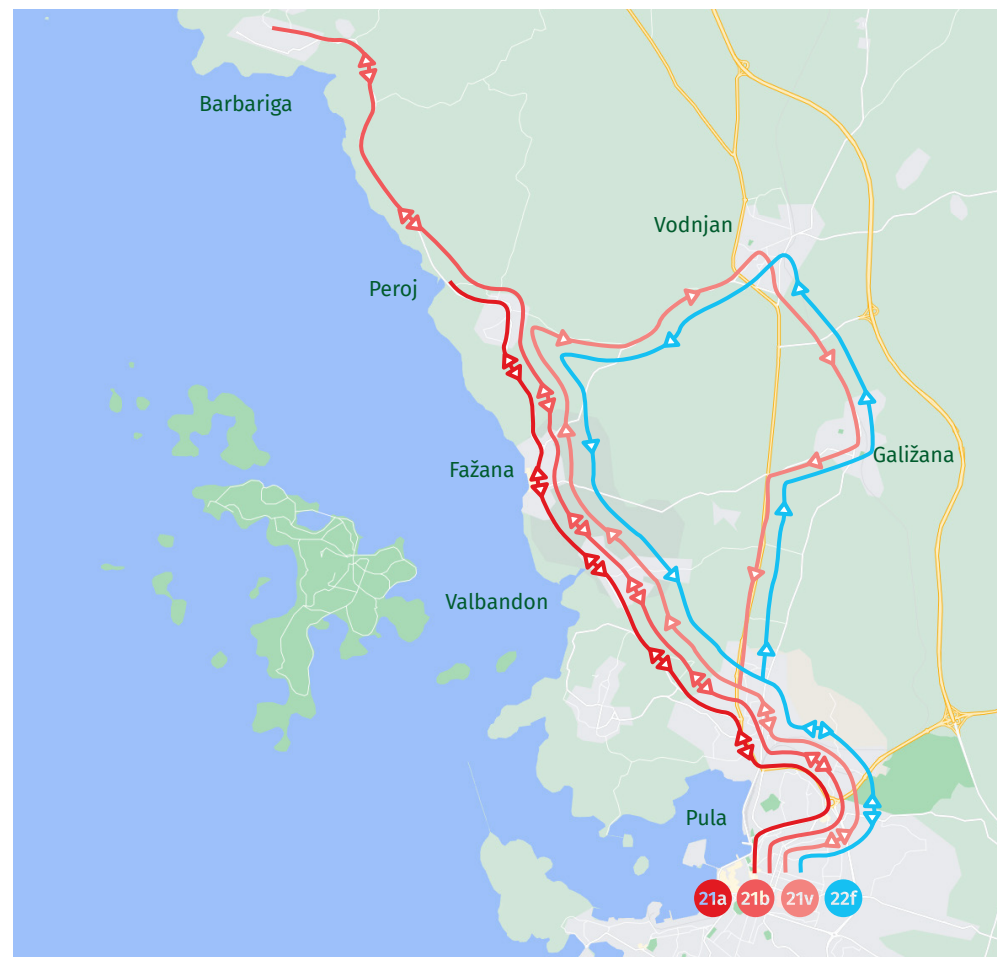 Barbariga
Vodnjan
Peroj
Galižana
Fažana
Valbandon
Pula
21a 21b 21v 22f